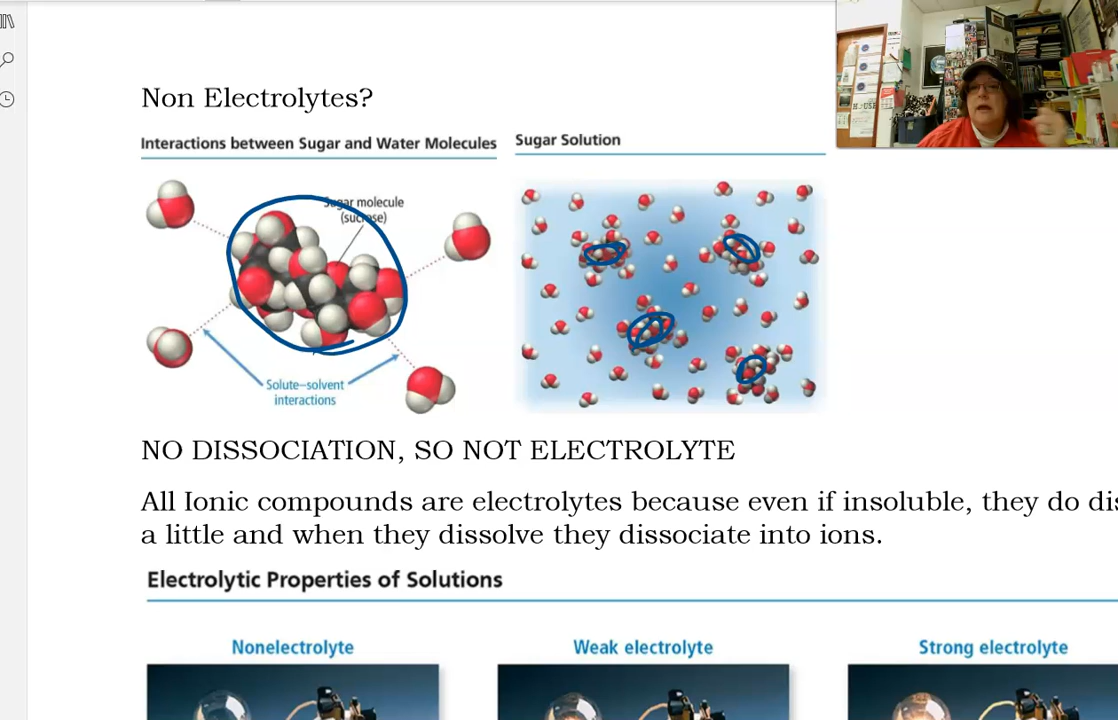 Non Electrolytes?
Interactions between Sugar and Water Molecules
Sugar Solution
Sugar molecule
(sucrose)
Solute–solvent
interactions
NO DISSOCIATION, SO NOT ELECTROLYTE
All Ionic compounds are electrolytes because even if insoluble, they do dis
a little and when they dissolve they dissociate into ions.
Electrolytic Properties of Solutions
Nonelectrolyte
Weak electrolyte
Strong electrolyte